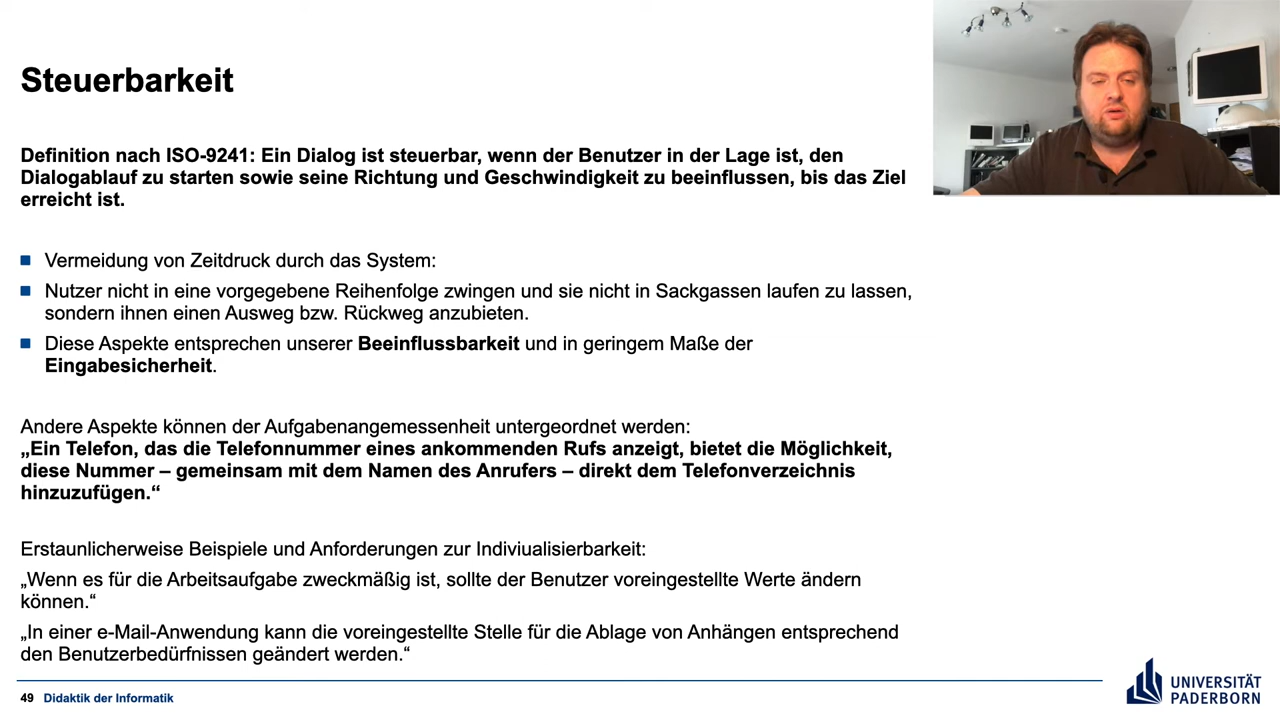 Steuerbarkeit
Definition nach ISO-9241: Ein Dialog ist steuerbar, wenn der Benutzer in der Lage ist, den
Dialogablauf zu starten sowie seine Richtung und Geschwindigkeit zu beeinflussen, bis das Ziel
erreicht ist.
Vermeidung von Zeitdruck durch das System:
Nutzer nicht in eine vorgegebene Reihenfolge zwingen und sie nicht in Sackgassen laufen zu lassen,
sondern ihnen einen Ausweg bzw. Rückweg anzubieten.
Diese Aspekte entsprechen unserer Beeinflussbarkeit und in geringem Maße der
Eingabesicherheit.
Andere Aspekte können der Aufgabenangemessenheit untergeordnet werden:
„Ein Telefon, das die Telefonnummer eines ankommenden Rufs anzeigt, bietet die Möglichkeit,
diese Nummer – gemeinsam mit dem Namen des Anrufers – direkt dem Telefonverzeichnis
hinzuzufügen.“
Erstaunlicherweise Beispiele und Anforderungen zur Indiviualisierbarkeit:
„Wenn es für die Arbeitsaufgabe zweckmäßig ist, sollte der Benutzer voreingestellte Werte ändern
können.“
„In einer e-Mail-Anwendung kann die voreingestellte Stelle für die Ablage von Anhängen entsprechend
den Benutzerbedürfnissen geändert werden.“
49 Didaktik der Informatik
UNIVERSITÄT
PADERBORN